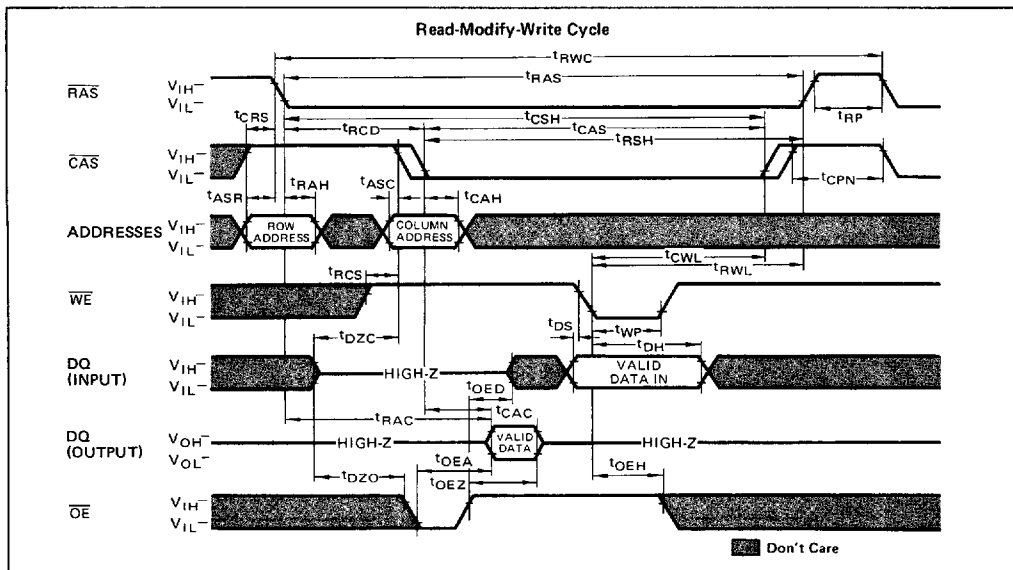 Read-Modify-Write Cycle
tRWC
RAS
VIH–
VIL–
tRAS
tCRS
tRCD
tCSH
tCAS
tRSH
tRP
CAS
VIH–
VIL–
tASR
tRAH
tASC
tCAH
tCPN
ADDRESSES
VIH–
VIL–
ROW ADDRESS
COLUMN ADDRESS
tCWL
tRWL
tRCS
WE
VIH–
VIL–
tDZC
tDS
tWP
tDH
DQ (INPUT)
VIH–
VIL–
HIGH-Z
VALID DATA IN
tOED
tCAC
tRAC
DQ (OUTPUT)
VOH–
VOL–
HIGH-Z
VALID DATA
HIGH-Z
tOEA
tDZO
tOEZ
tOEH
OE
VIH–
VIL–
Don't Care